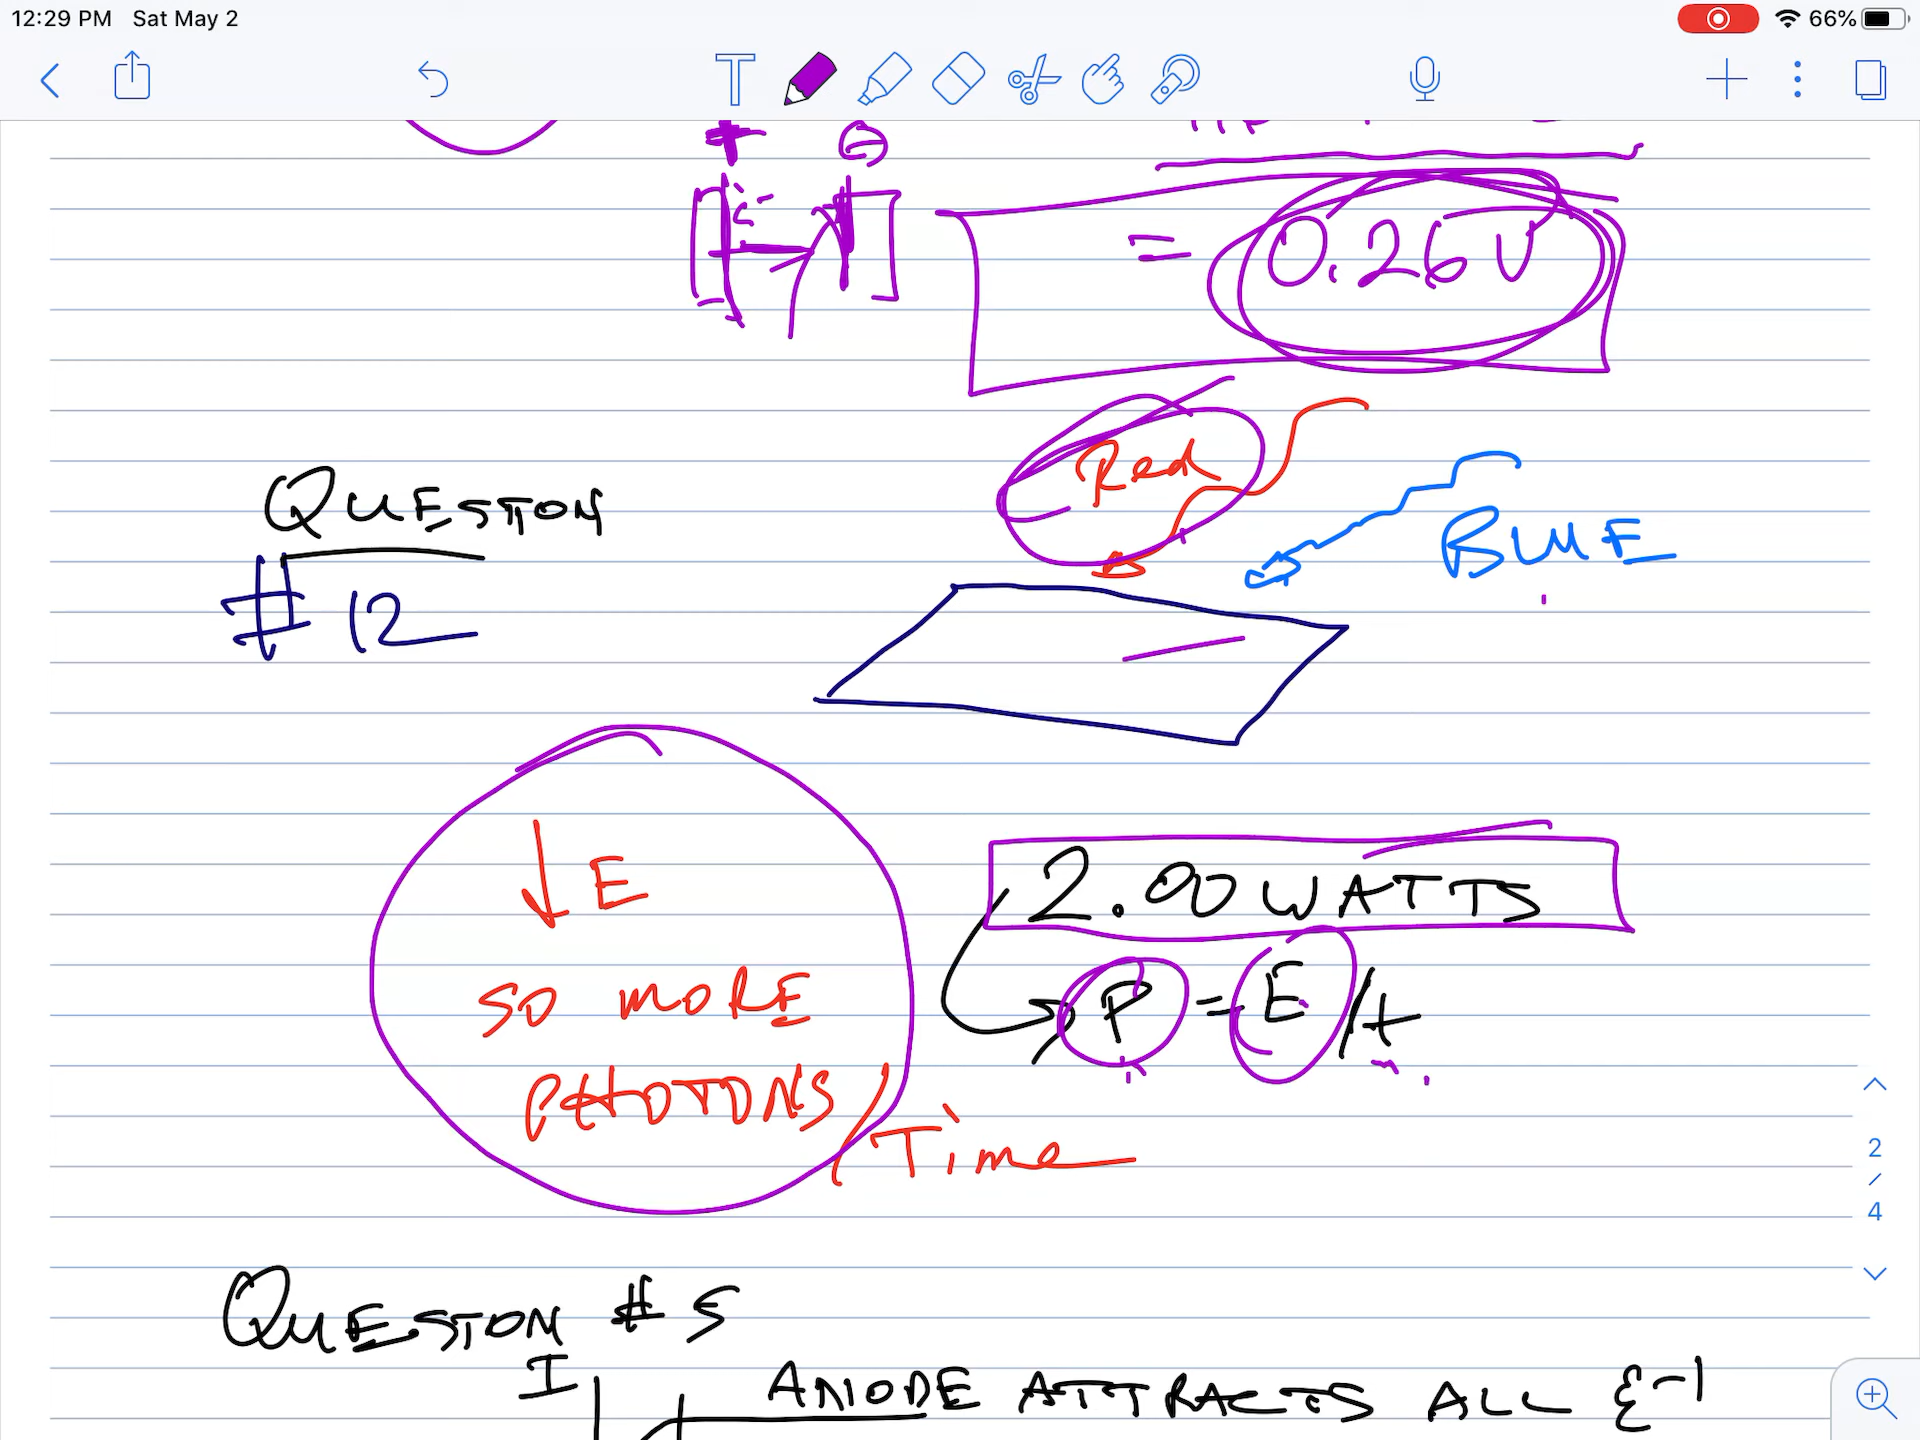 12:29 PM Sat May 2
66%
T
+ ⊖
= 0.26V
Red
BLUE
QUESTION
# 12
↓ E
SO MORE
PHOTONS / Time
2.00 WATTS
P = E/t
2
/
4
QUESTION # 5
I
ANODE ATTRACTS ALL